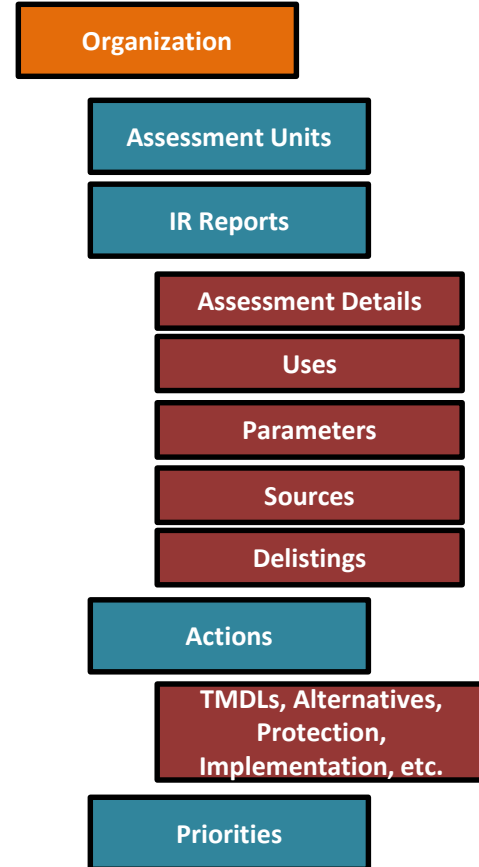 Organization
Assessment Units
IR Reports
Assessment Details
Uses
Parameters
Sources
Delistings
Actions
TMDLs, Alternatives,
Protection,
Implementation, etc.
Priorities